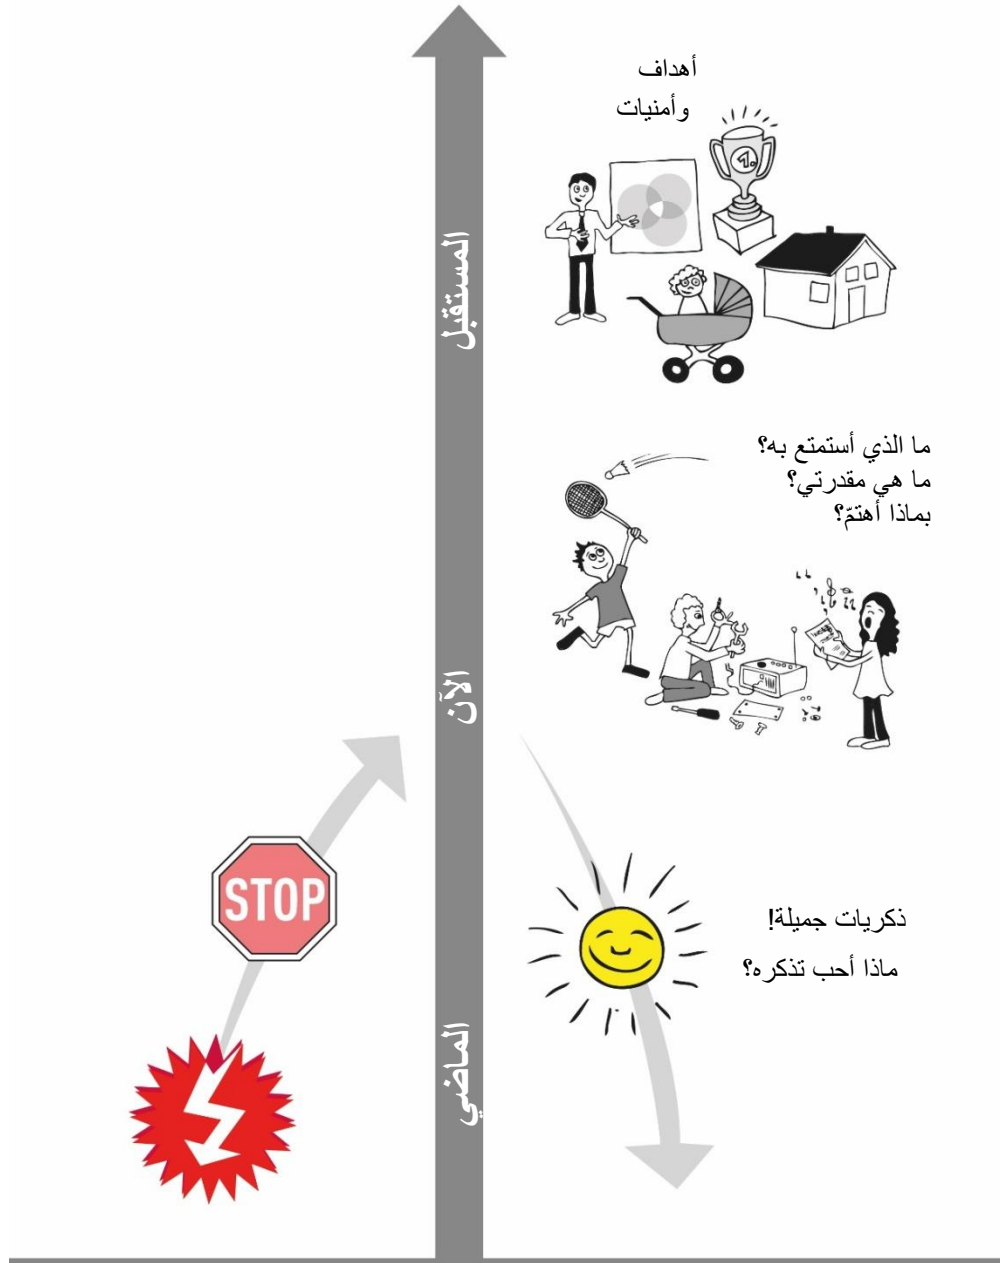 أهداف
وأمنيات
1.
المستقبل
ما الذي أستمتع به؟
ما هي مقدرتي؟
بماذا أهتمّ؟
الآن
STOP
ذكريات جميلة!
ماذا أحب تذكره؟
الماضي